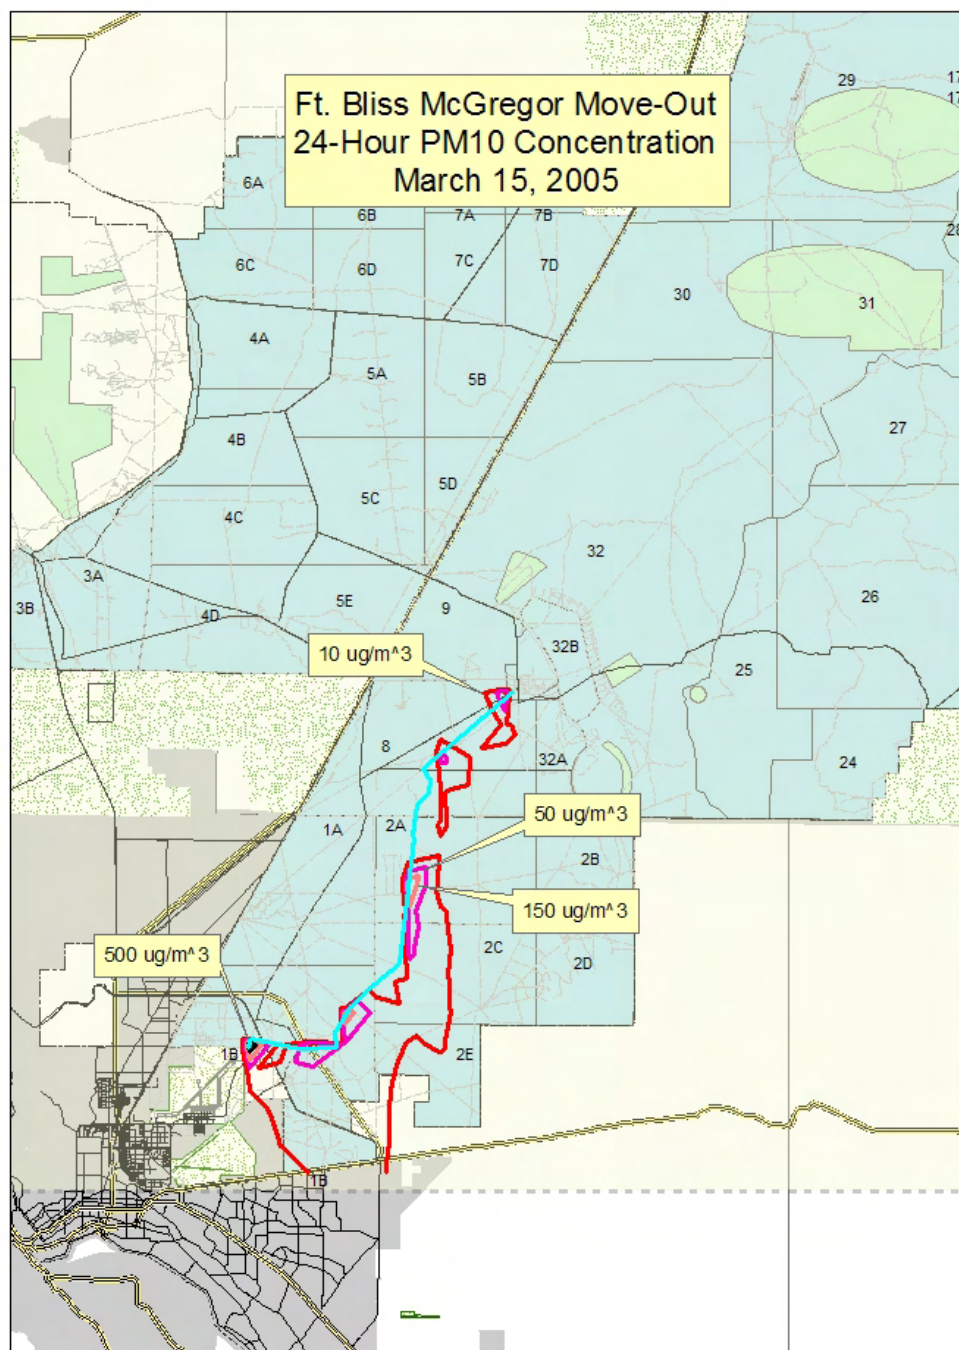 29
17
17
Ft. Bliss McGregor Move-Out
24-Hour PM10 Concentration
March 15, 2005
6A
6B
7A
7B
28
6C
6D
7C
7D
30
31
4A
5A
5B
4B
27
5C
5D
4C
32
3A
3B
4D
5E
9
26
10 ug/m^3
32B
25
8
32A
24
1A
2A
50 ug/m^3
2B
150 ug/m^3
500 ug/m^3
2C
2D
1B
2E
1B